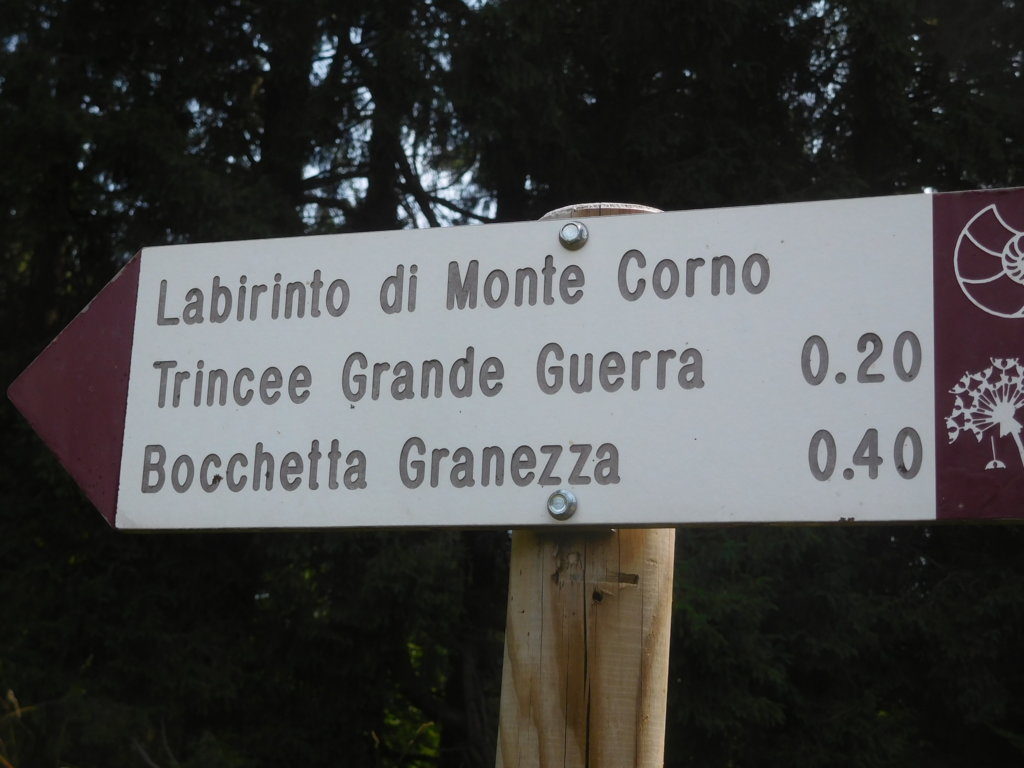 Labirinto di Monte Corno
Trincee Grande Guerra 0.20
Bocchetta Granezza 0.40